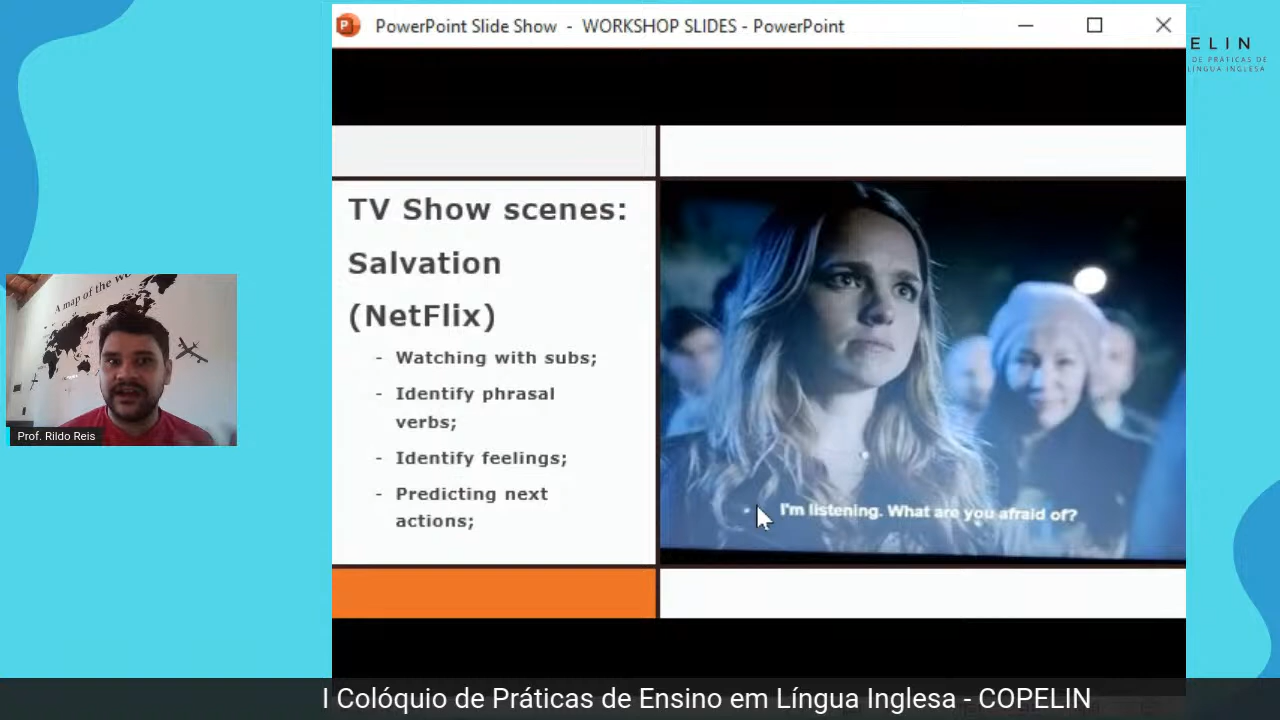 PowerPoint Slide Show - WORKSHOP SLIDES - PowerPoint
ELIN
DE PRÁTICAS DE
LÍNGUA INGLESA
TV Show scenes:
Salvation
(NetFlix)
- Watching with subs;
- Identify phrasal
verbs;
- Identify feelings;
- Predicting next
actions;
- I'm listening. What are you afraid of?
A map of the wo
Prof. Rildo Reis
I Colóquio de Práticas de Ensino em Língua Inglesa - COPELIN